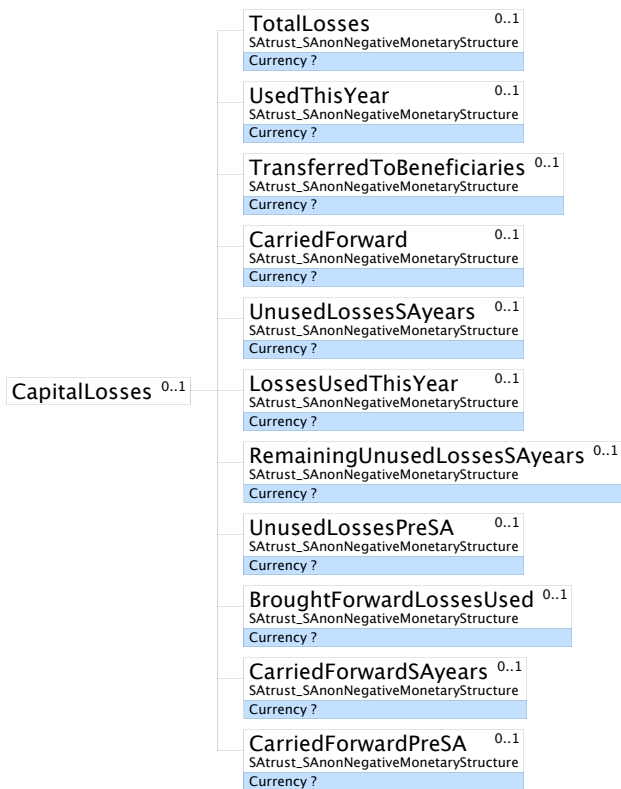 TotalLosses 0..1
SAtrust_SAnonNegativeMonetaryStructure
Currency ?
UsedThisYear 0..1
SAtrust_SAnonNegativeMonetaryStructure
Currency ?
TransferredToBeneficiaries 0..1
SAtrust_SAnonNegativeMonetaryStructure
Currency ?
CarriedForward 0..1
SAtrust_SAnonNegativeMonetaryStructure
Currency ?
UnusedLossesSAyears 0..1
SAtrust_SAnonNegativeMonetaryStructure
Currency ?
CapitalLosses 0..1
LossesUsedThisYear 0..1
SAtrust_SAnonNegativeMonetaryStructure
Currency ?
RemainingUnusedLossesSAyears 0..1
SAtrust_SAnonNegativeMonetaryStructure
Currency ?
UnusedLossesPreSA 0..1
SAtrust_SAnonNegativeMonetaryStructure
Currency ?
BroughtForwardLossesUsed 0..1
SAtrust_SAnonNegativeMonetaryStructure
Currency ?
CarriedForwardSAyears 0..1
SAtrust_SAnonNegativeMonetaryStructure
Currency ?
CarriedForwardPreSA 0..1
SAtrust_SAnonNegativeMonetaryStructure
Currency ?